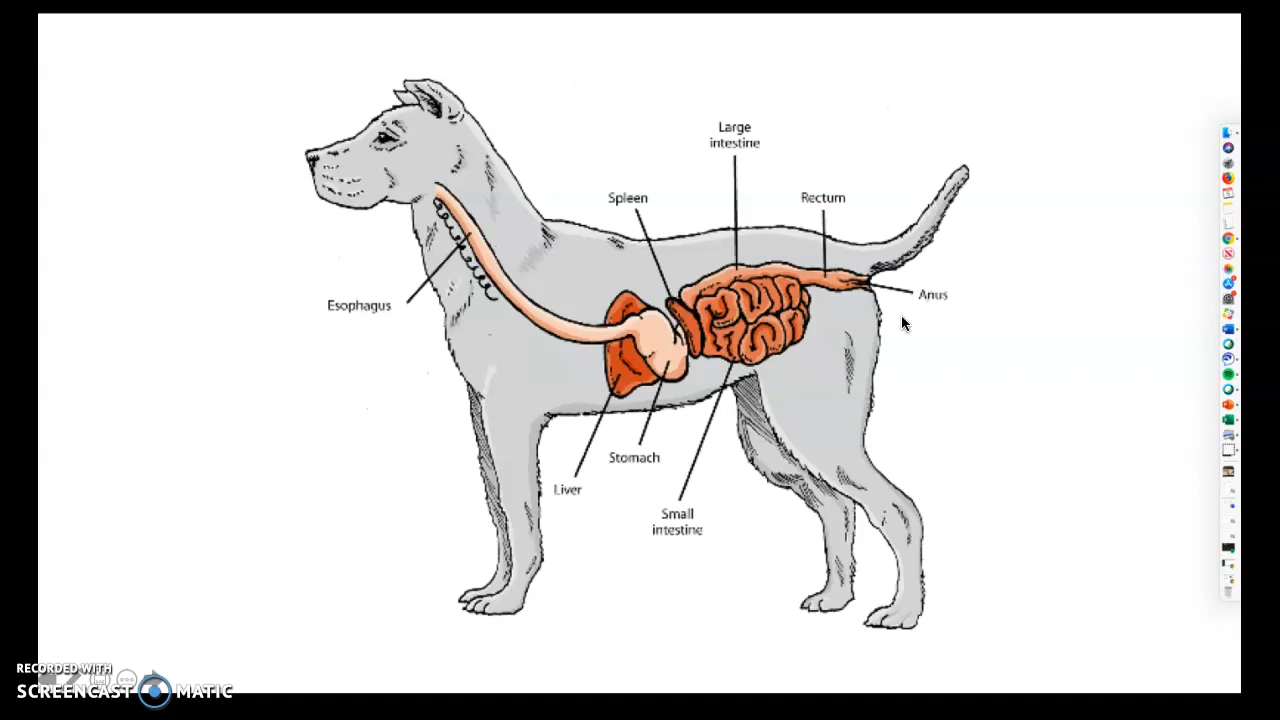 Large
intestine
Spleen
Rectum
Esophagus
Anus
Stomach
Liver
Small
intestine
RECORDED WITH
SCREENCAST MATIC